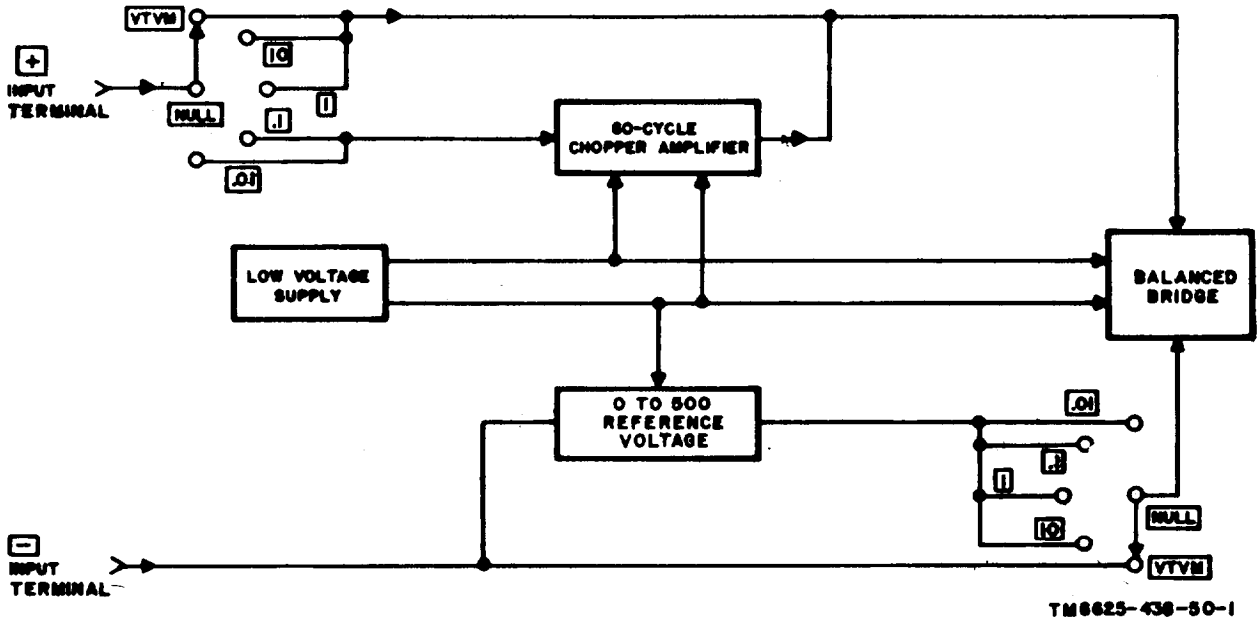 VTVM
10
+
INPUT
TERMINAL
NULL
1
.1
.01
60-CYCLE
CHOPPER AMPLIFIER
LOW VOLTAGE
SUPPLY
BALANCED
BRIDGE
0 TO 500
REFERENCE
VOLTAGE
.01
.1
1
10
NULL
VTVM
-
INPUT
TERMINAL
TM6625-438-50-1